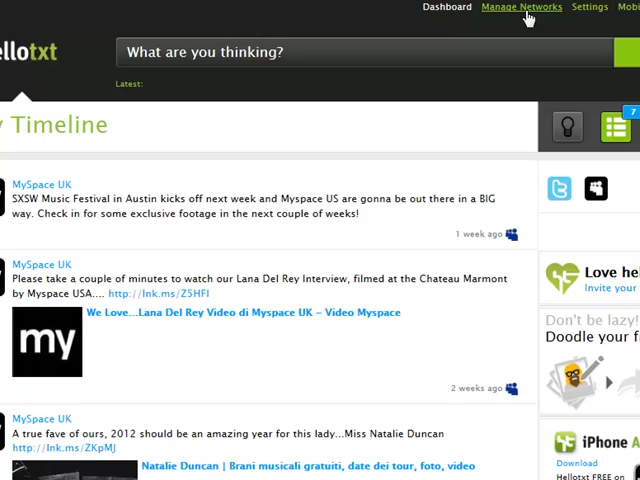 Dashboard Manage Networks Settings Mobi
ellotxt
What are you thinking?
Latest:
y Timeline
7
MySpace UK
SXSW Music Festival in Austin kicks off next week and Myspace US are gonna be out there in a BIG
way. Check in for some exclusive footage in the next couple of weeks!
1 week ago
MySpace UK
Please take a couple of minutes to watch our Lana Del Rey Interview, filmed at the Chateau Marmont
by Myspace USA.... http://lnk.ms/Z5HFJ
We Love...Lana Del Rey Video di Myspace UK - Video Myspace
my
2 weeks ago
MySpace UK
A true fave of ours, 2012 should be an amazing year for this lady...Miss Natalie Duncan
http://lnk.ms/ZKpMJ
Natalie Duncan | Brani musicali gratuiti, date dei tour, foto, video
Love hel
Invite your
Don't be lazy!
Doodle your fr
iPhone A
Download
Hellotxt FREE on